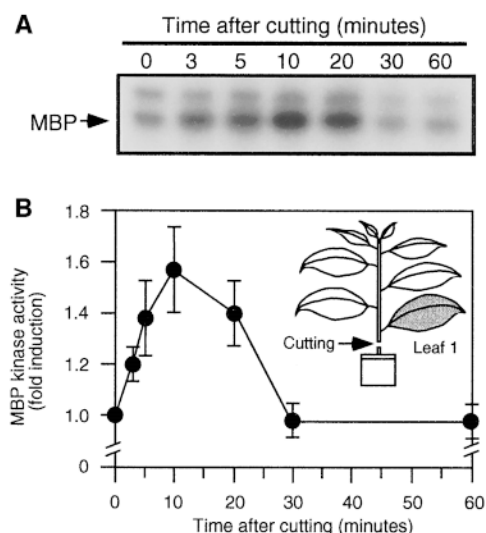 A
Time after cutting (minutes)
0 3 5 10 20 30 60
MBP
B
1.8
1.6
1.4
1.2
1.0
0
MBP kinase activity
(fold induction)
Cutting
Leaf 1
0 10 20 30 40 50 60
Time after cutting (minutes)